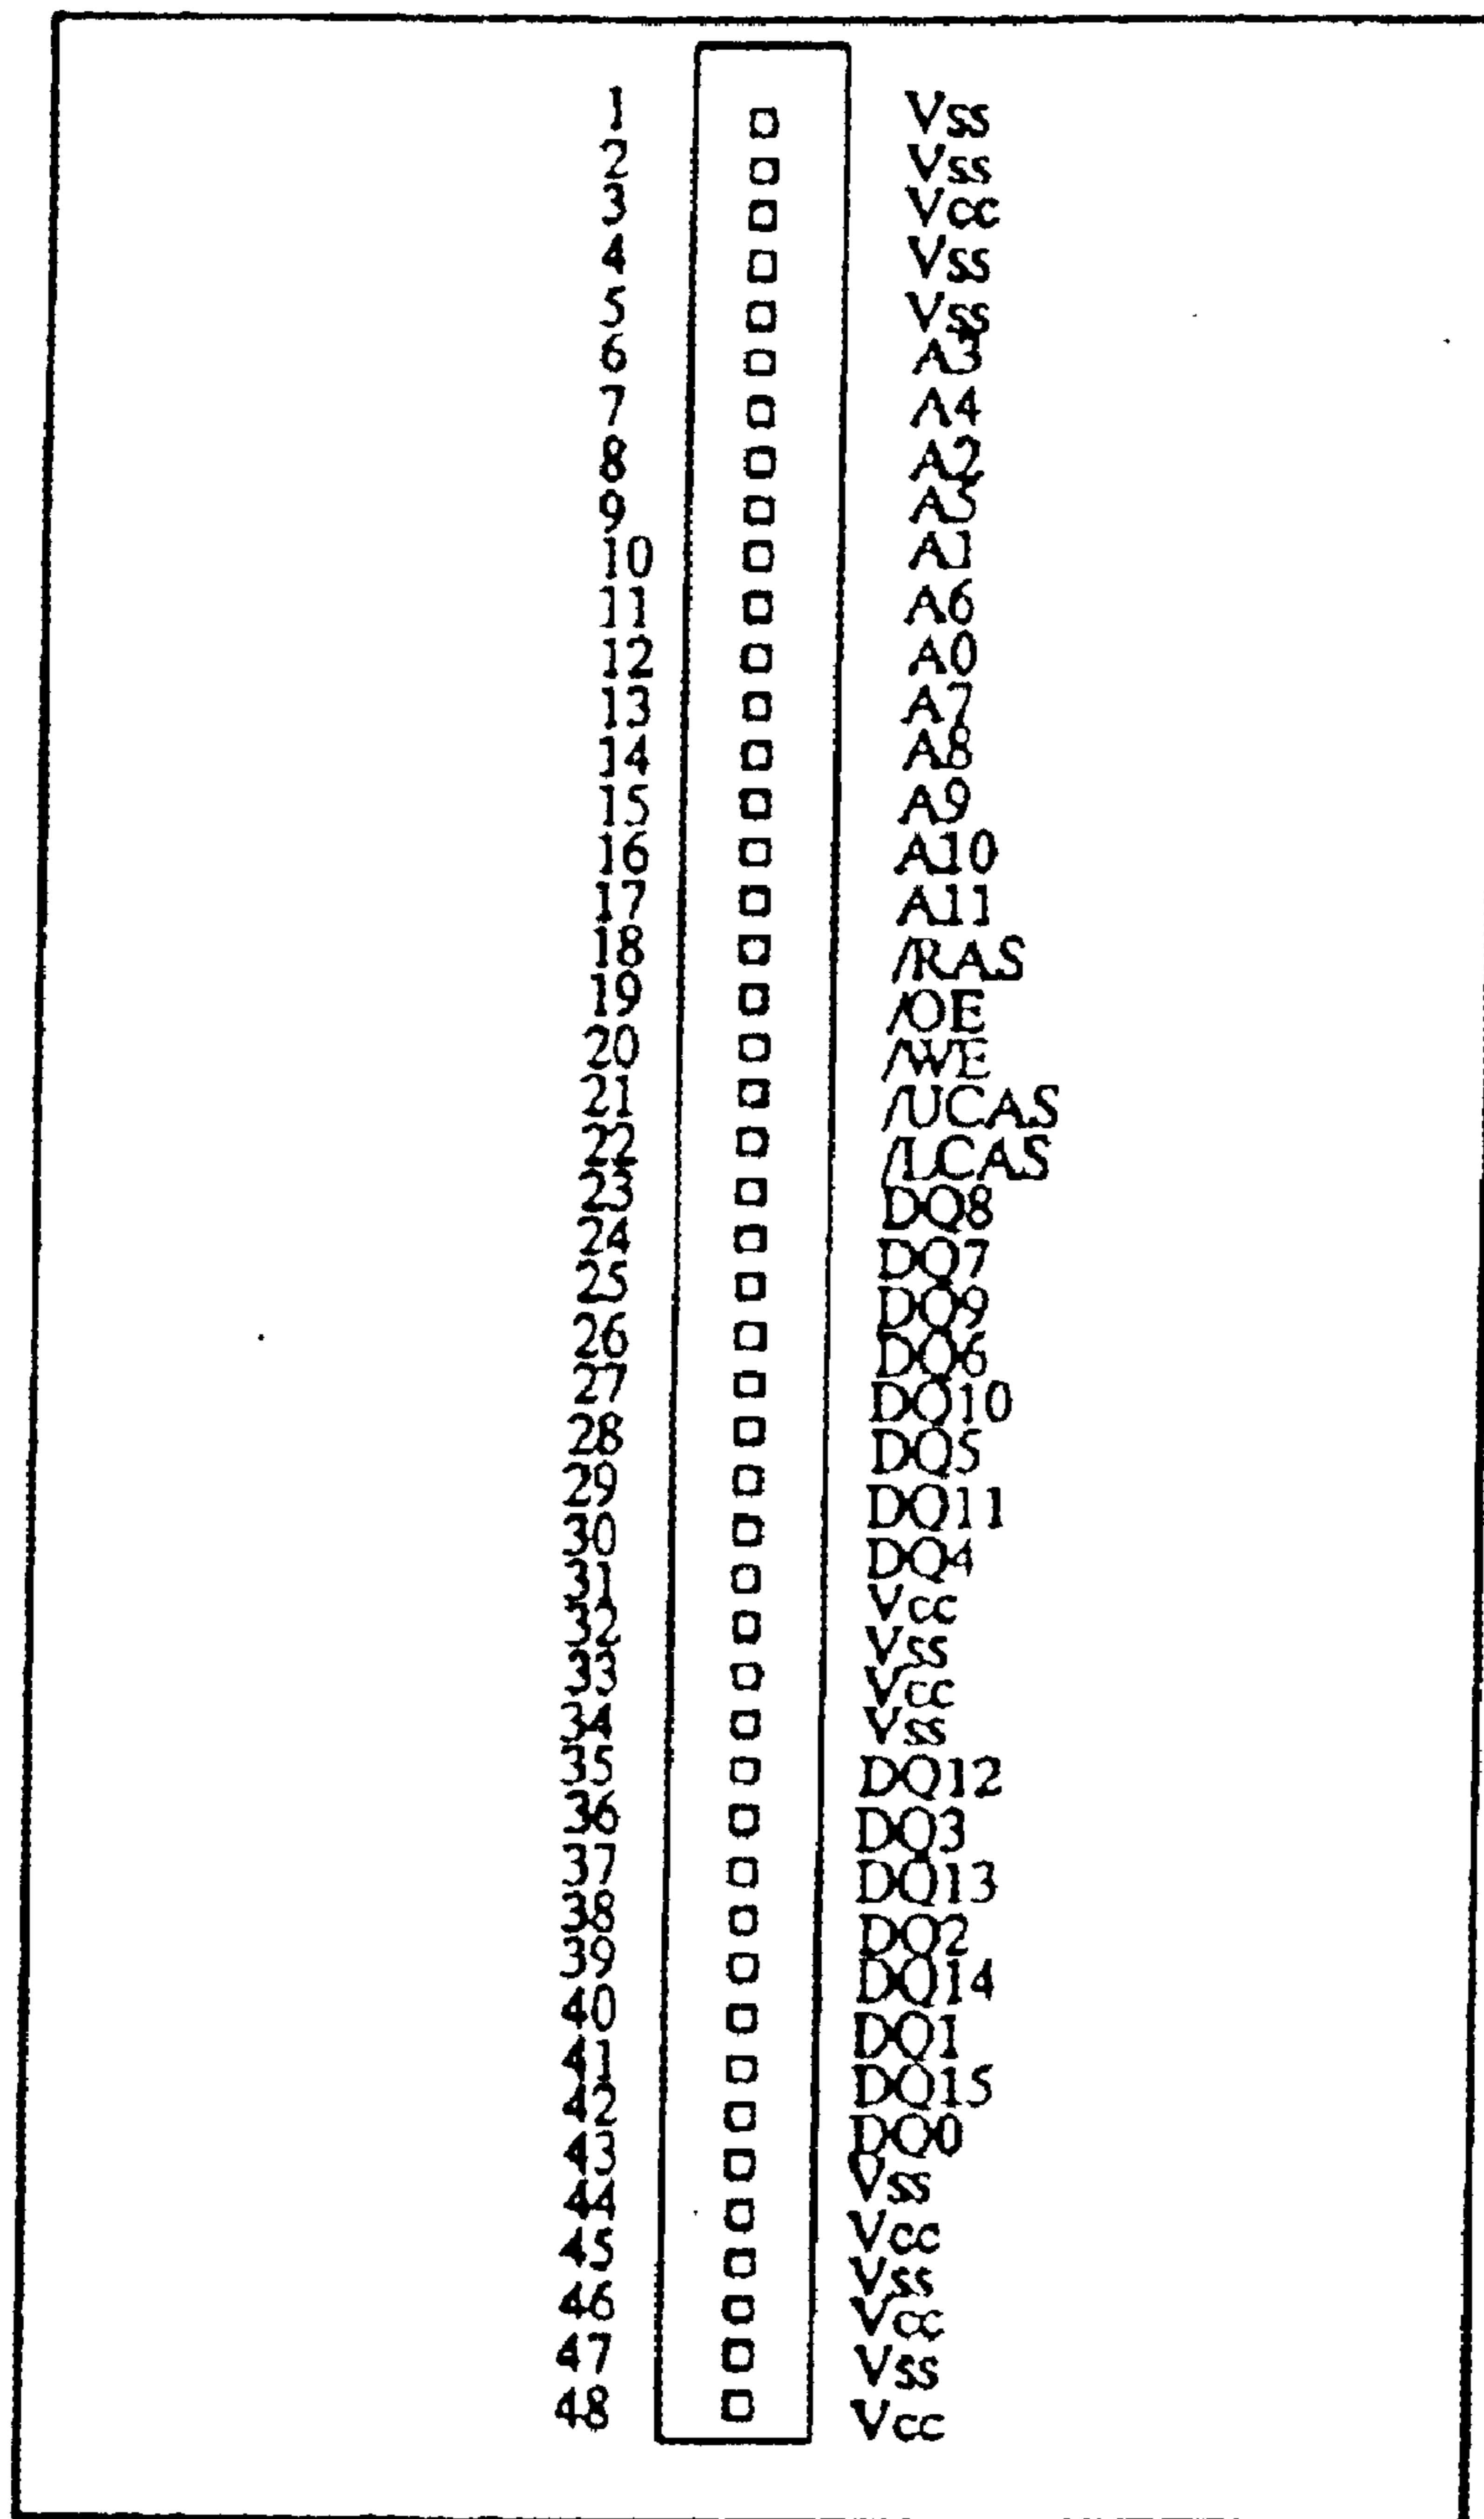 1 Vss
2 Vss
3 Vcc
4 Vss
5 Vss
6 A3
7 A4
8 A2
9 A5
10 A1
11 A6
12 A0
13 A7
14 A8
15 A9
16 A10
17 A11
18 /RAS
19 /OE
20 /WE
21 /UCAS
22 /LCAS
23 DQ8
24 DQ7
25 DQ9
26 DQ6
27 DQ10
28 DQ5
29 DQ11
30 DQ4
31 Vcc
32 Vss
33 Vcc
34 Vss
35 DQ12
36 DQ3
37 DQ13
38 DQ2
39 DQ14
40 DQ1
41 DQ15
42 DQ0
43 Vss
44 Vcc
45 Vss
46 Vcc
47 Vss
48 Vcc